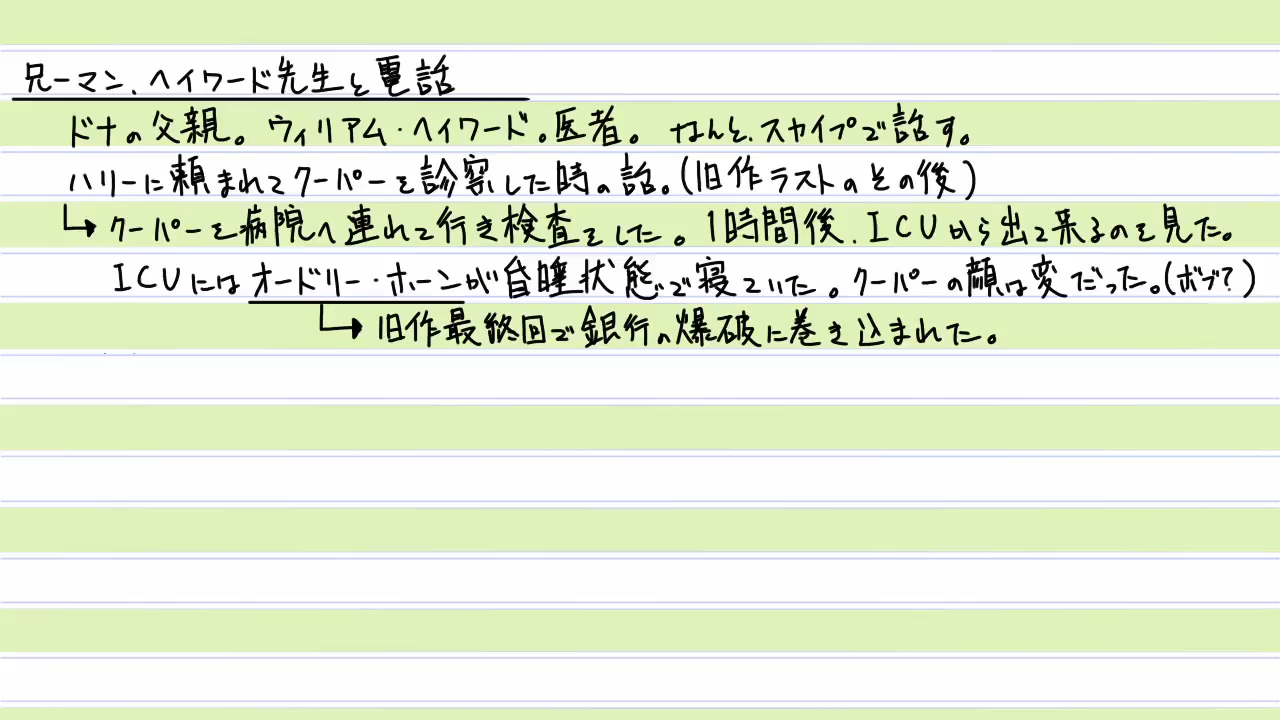 兄ーマン、ヘイワード先生と電話
ドナの父親。ウィリアム・ヘイワード。医者。なんと、スカイプで話す。
ハリーに頼まれてクーパーを診察した時の話。(旧作ラストのその後)
↳クーパーを病院へ連れて行き検査をした。1時間後、ICUから出て来るのを見た。
ICUにはオードリー・ホーンが昏睡状態で寝ていた。クーパーの顔は変だった。(ボブ?)
↳旧作最終回で銀行の爆破に巻き込まれた。